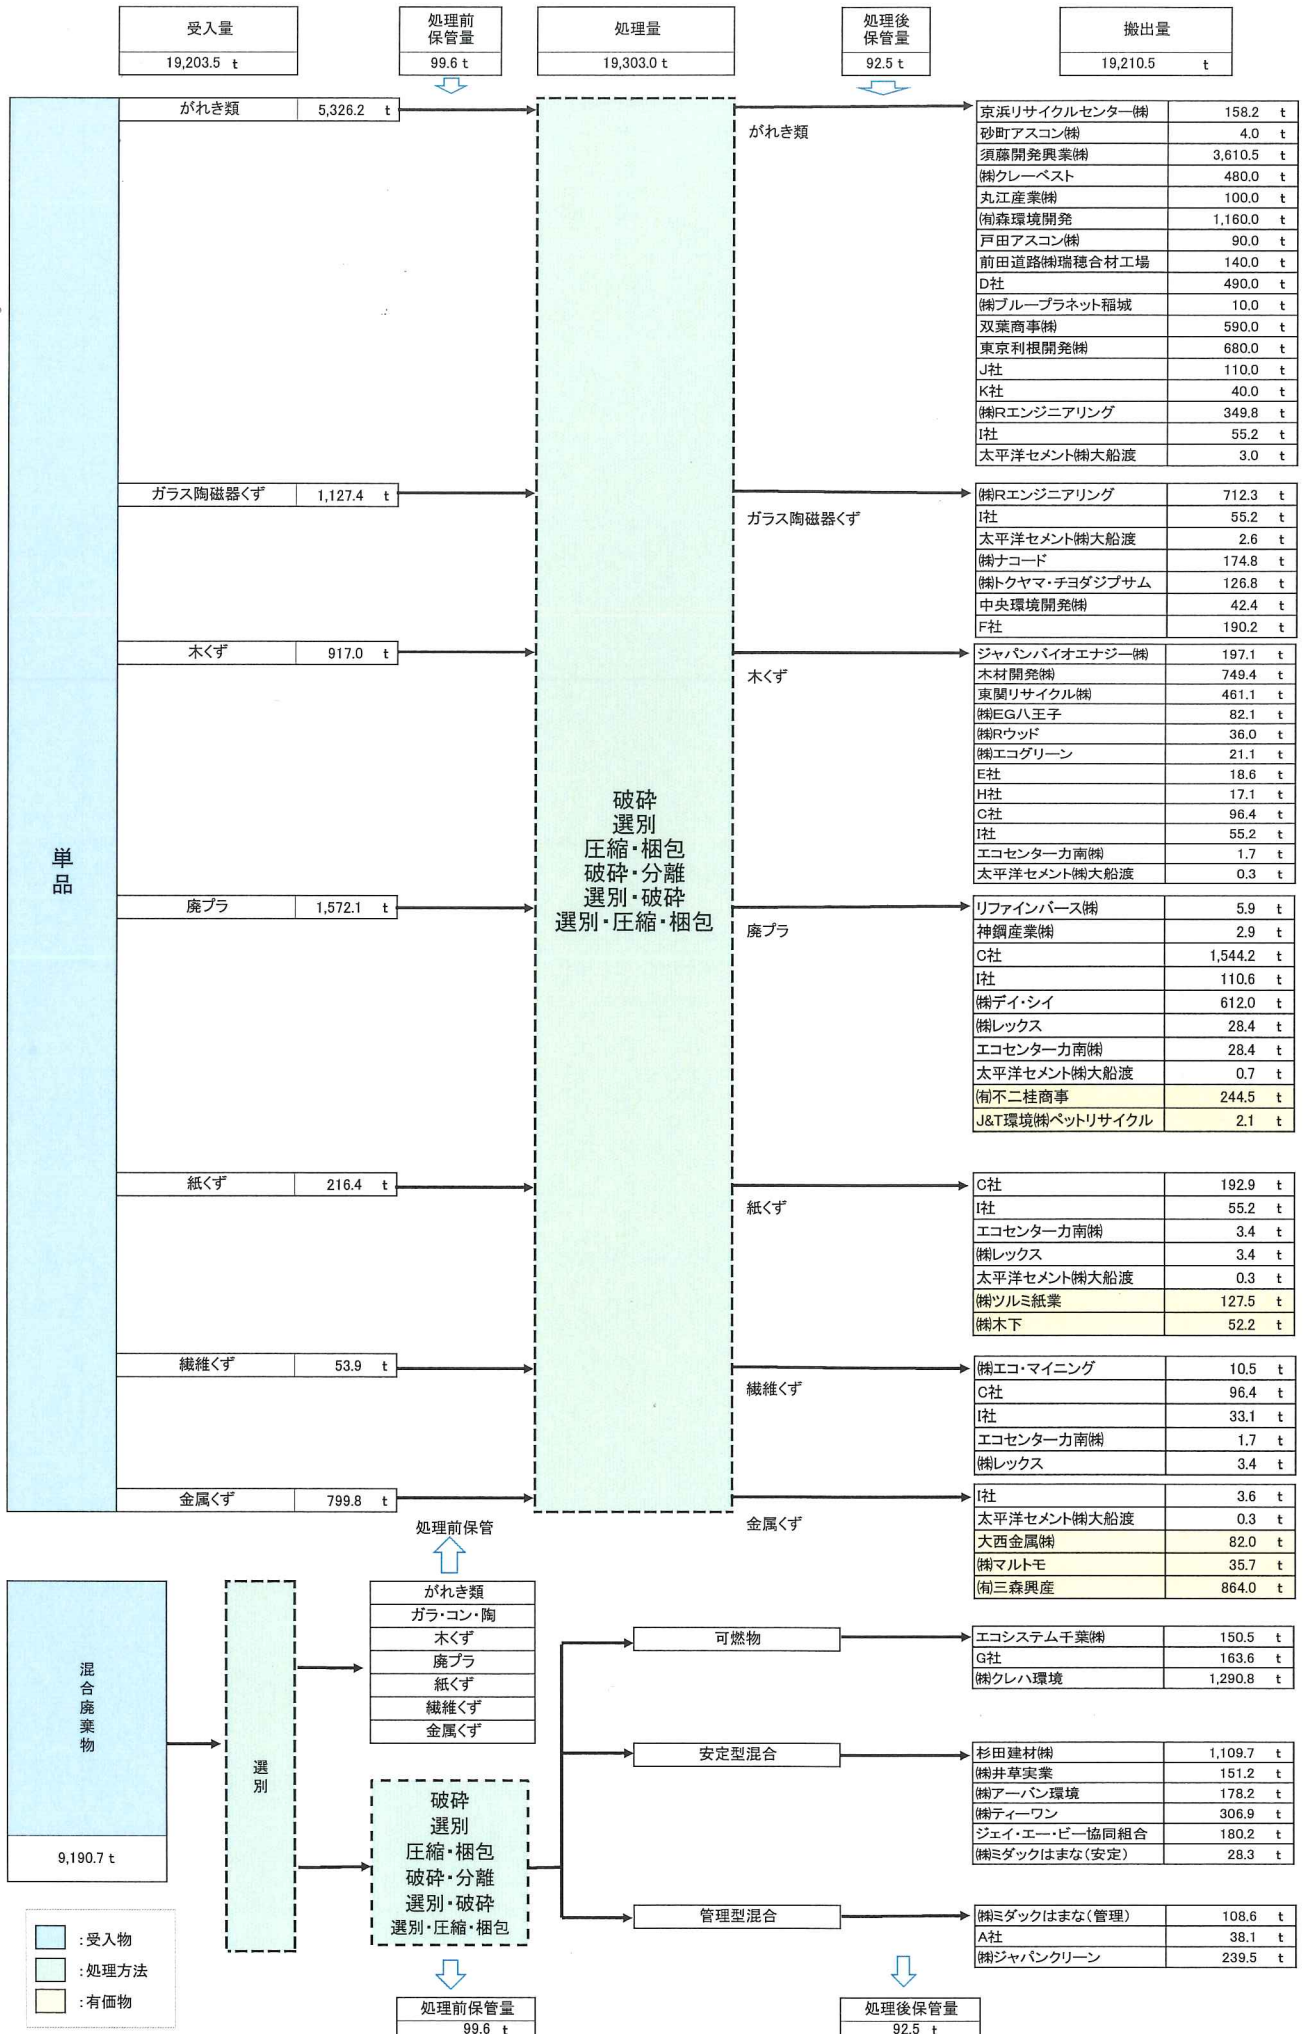 受入量
19,203.5 t
処理前
保管量
99.6 t
処理量
19,303.0 t
処理後
保管量
92.5 t
搬出量
19,210.5 t
単品
がれき類 5,326.2 t
がれき類
京浜リサイクルセンター㈱ 158.2 t
砂町アスコン㈱ 4.0 t
須藤開発興業㈱ 3,610.5 t
㈱クレーベスト 480.0 t
丸江産業㈱ 100.0 t
㈲森環境開発 1,160.0 t
戸田アスコン㈱ 90.0 t
前田道路㈱瑞穂合材工場 140.0 t
D社 490.0 t
㈱ブループラネット稲城 10.0 t
双葉商事㈱ 590.0 t
東京利根開発㈱ 680.0 t
J社 110.0 t
K社 40.0 t
㈱Rエンジニアリング 349.8 t
I社 55.2 t
太平洋セメント㈱大船渡 3.0 t
ガラス陶磁器くず 1,127.4 t
ガラス陶磁器くず
㈱Rエンジニアリング 712.3 t
I社 55.2 t
太平洋セメント㈱大船渡 2.6 t
㈱ナコード 174.8 t
㈱トクヤマ・チヨダジプサム 126.8 t
中央環境開発㈱ 42.4 t
F社 190.2 t
木くず 917.0 t
木くず
ジャパンバイオエナジー㈱ 197.1 t
木材開発㈱ 749.4 t
東関リサイクル㈱ 461.1 t
㈱EG八王子 82.1 t
㈱Rウッド 36.0 t
㈱エコグリーン 21.1 t
E社 18.6 t
H社 17.1 t
C社 96.4 t
I社 55.2 t
エコセンター力南㈱ 1.7 t
太平洋セメント㈱大船渡 0.3 t
破砕
選別
圧縮・梱包
破砕・分離
選別・破砕
選別・圧縮・梱包
廃プラ 1,572.1 t
廃プラ
リファインバース㈱ 5.9 t
神鋼産業㈱ 2.9 t
C社 1,544.2 t
I社 110.6 t
㈱デイ・シイ 612.0 t
㈱レックス 28.4 t
エコセンター力南㈱ 28.4 t
太平洋セメント㈱大船渡 0.7 t
㈲不二桂商事 244.5 t
J&T環境㈱ペットリサイクル 2.1 t
紙くず 216.4 t
紙くず
C社 192.9 t
I社 55.2 t
エコセンター力南㈱ 3.4 t
㈱レックス 3.4 t
太平洋セメント㈱大船渡 0.3 t
㈱ツルミ紙業 127.5 t
㈱木下 52.2 t
繊維くず 53.9 t
繊維くず
㈱エコ・マイニング 10.5 t
C社 96.4 t
I社 33.1 t
エコセンター力南㈱ 1.7 t
㈱レックス 3.4 t
金属くず 799.8 t
金属くず
I社 3.6 t
太平洋セメント㈱大船渡 0.3 t
大西金属㈱ 82.0 t
㈱マルトモ 35.7 t
㈲三森興産 864.0 t
処理前保管
混合廃棄物
9,190.7 t
選別
がれき類
ガラ・コン・陶
木くず
廃プラ
紙くず
繊維くず
金属くず
破砕
選別
圧縮・梱包
破砕・分離
選別・破砕
選別・圧縮・梱包
可燃物
エコシステム千葉㈱ 150.5 t
G社 163.6 t
㈱クレハ環境 1,290.8 t
安定型混合
杉田建材㈱ 1,109.7 t
㈱井草実業 151.2 t
㈱アーバン環境 178.2 t
㈱ティーワン 306.9 t
ジェイ・エー・ビー協同組合 180.2 t
㈱ミダックはまな(安定) 28.3 t
管理型混合
㈱ミダックはまな(管理) 108.6 t
A社 38.1 t
㈱ジャパンクリーン 239.5 t
:受入物
:処理方法
:有価物
処理前保管量
99.6 t
処理後保管量
92.5 t